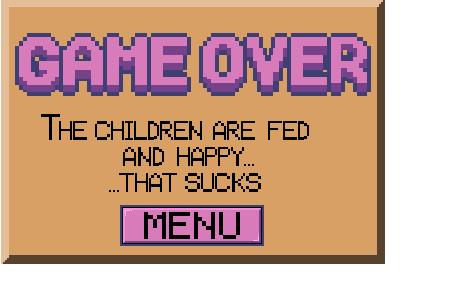 GAME OVER
THE CHILDREN ARE FED
AND HAPPY...
...THAT SUCKS
MENU